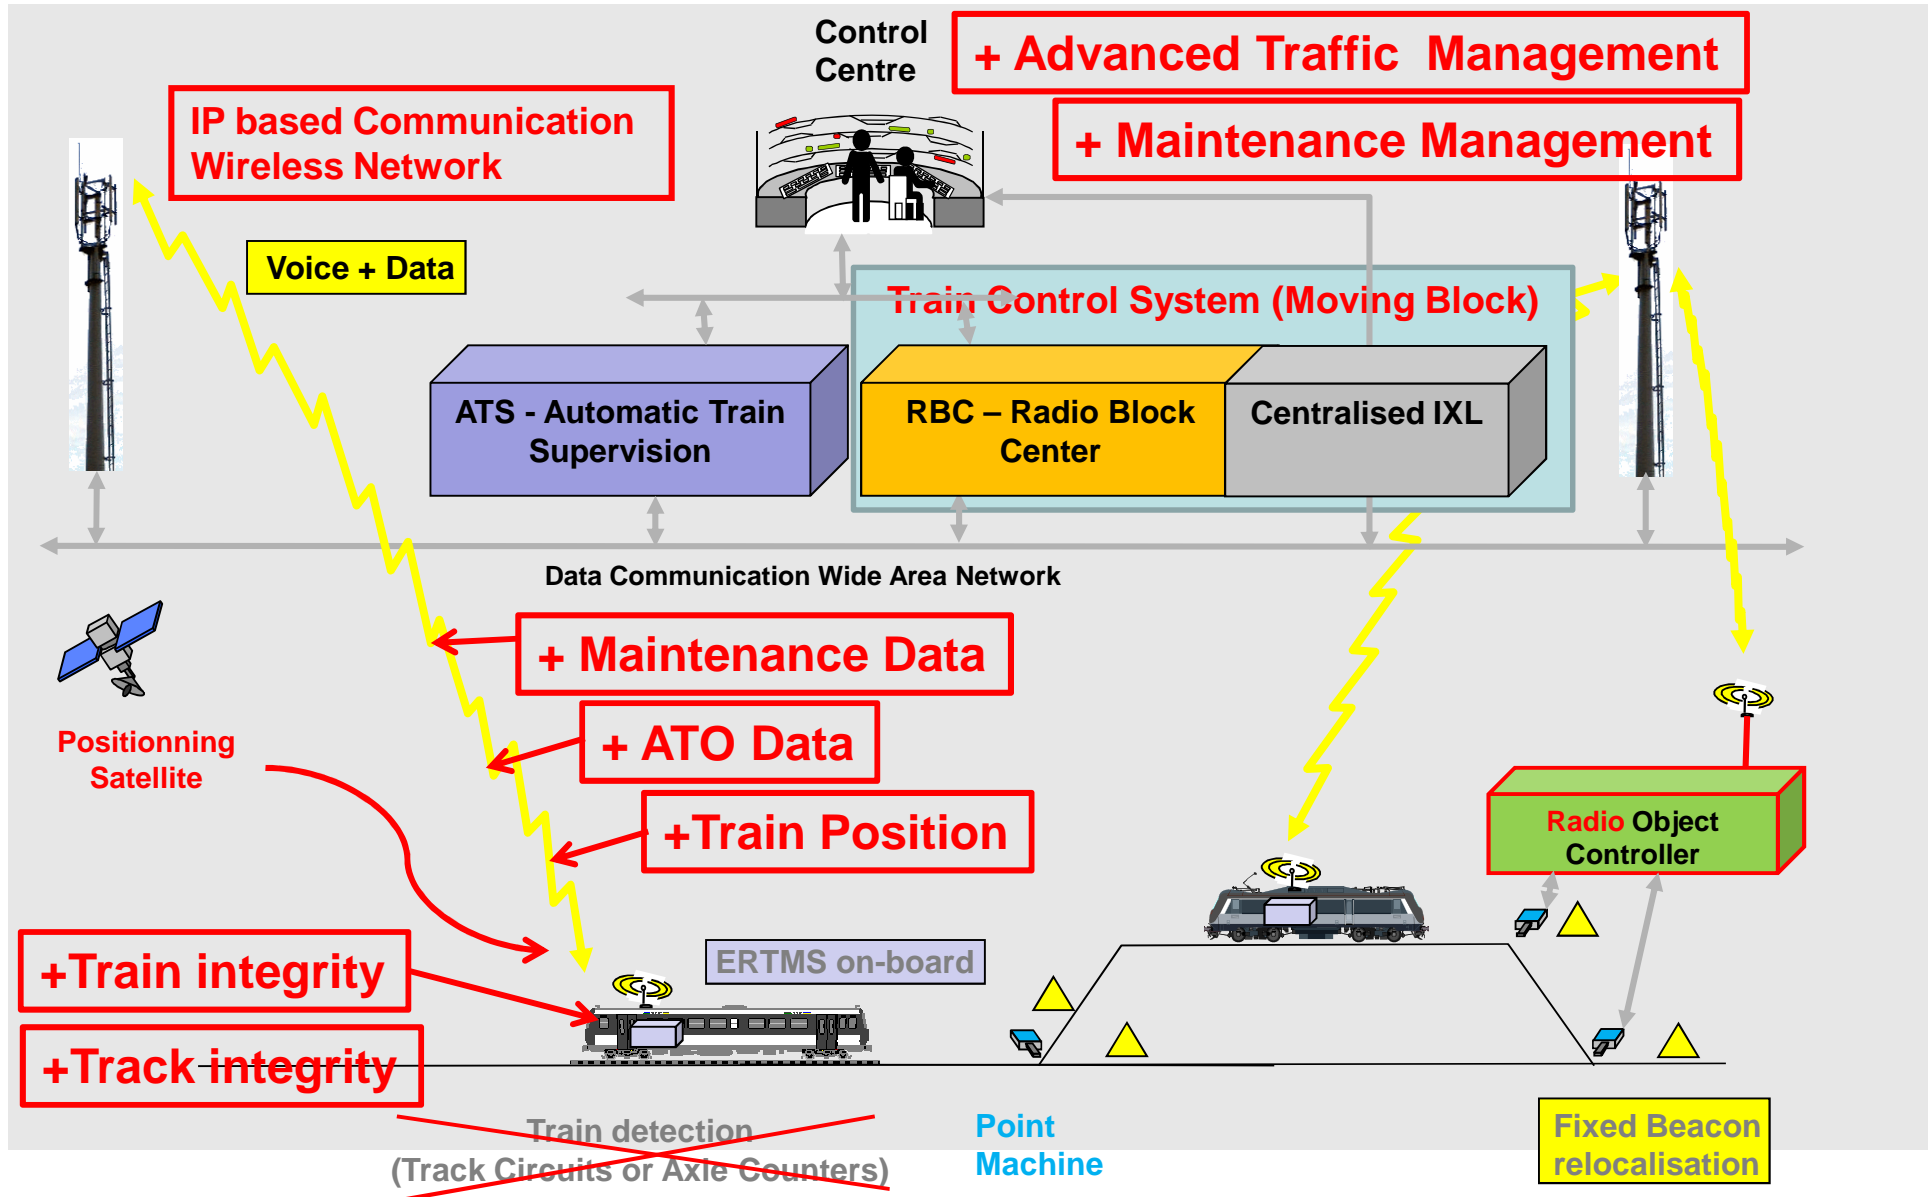 Control
Centre
+ Advanced Traffic Management
+ Maintenance Management
IP based Communication
Wireless Network
Voice + Data
Train Control System (Moving Block)
ATS - Automatic Train
Supervision
RBC – Radio Block
Center
Centralised IXL
Data Communication Wide Area Network
+ Maintenance Data
+ ATO Data
+Train Position
Positionning
Satellite
Radio Object
Controller
+Train integrity
ERTMS on-board
+Track integrity
Train detection
(Track Circuits or Axle Counters)
Point
Machine
Fixed Beacon
relocalisation